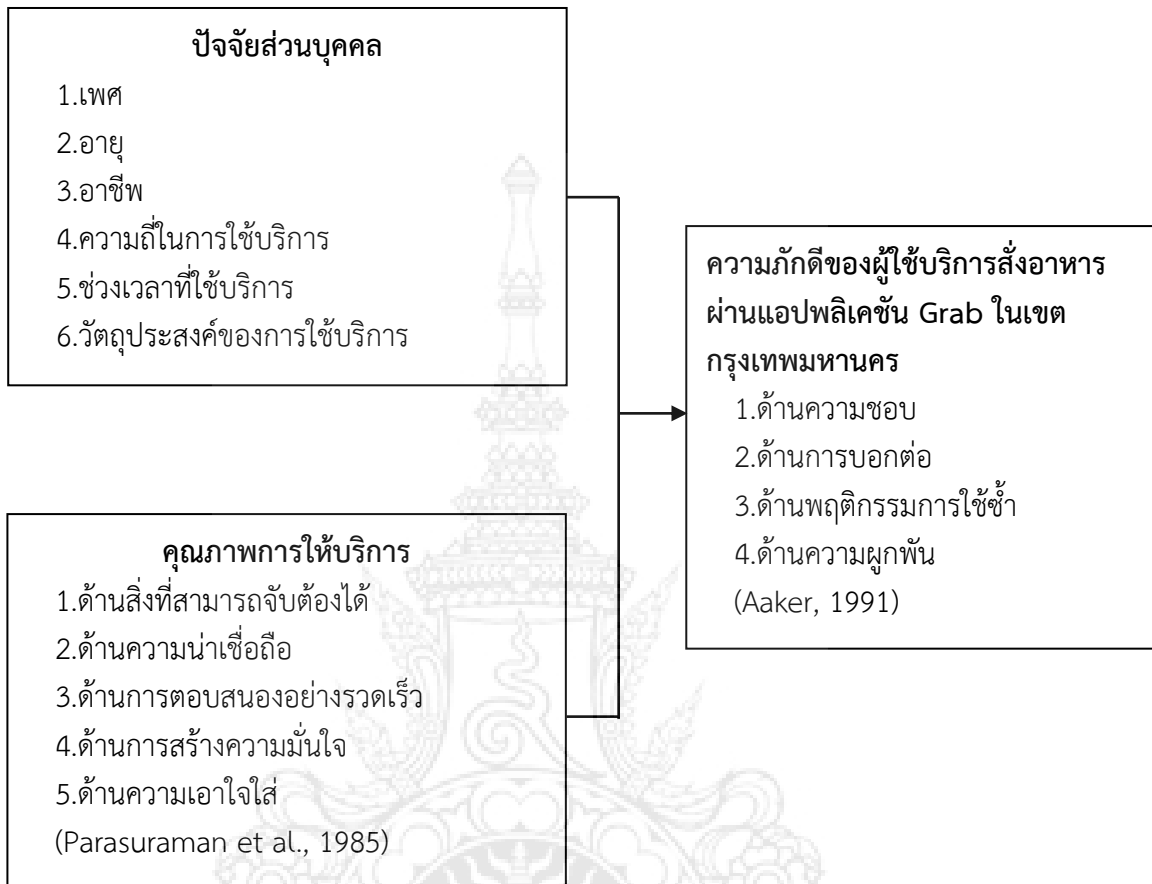 ปัจจัยส่วนบุคคล
1.เพศ
2.อายุ
3.อาชีพ
4.ความถี่ในการใช้บริการ
5.ช่วงเวลาที่ใช้บริการ
6.วัตถุประสงค์ของการใช้บริการ
คุณภาพการให้บริการ
1.ด้านสิ่งที่สามารถจับต้องได้
2.ด้านความน่าเชื่อถือ
3.ด้านการตอบสนองอย่างรวดเร็ว
4.ด้านการสร้างความมั่นใจ
5.ด้านความเอาใจใส่
(Parasuraman et al., 1985)
ความภักดีของผู้ใช้บริการสั่งอาหาร
ผ่านแอปพลิเคชัน Grab ในเขต
กรุงเทพมหานคร
1.ด้านความชอบ
2.ด้านการบอกต่อ
3.ด้านพฤติกรรมการใช้ซ้ำ
4.ด้านความผูกพัน
(Aaker, 1991)